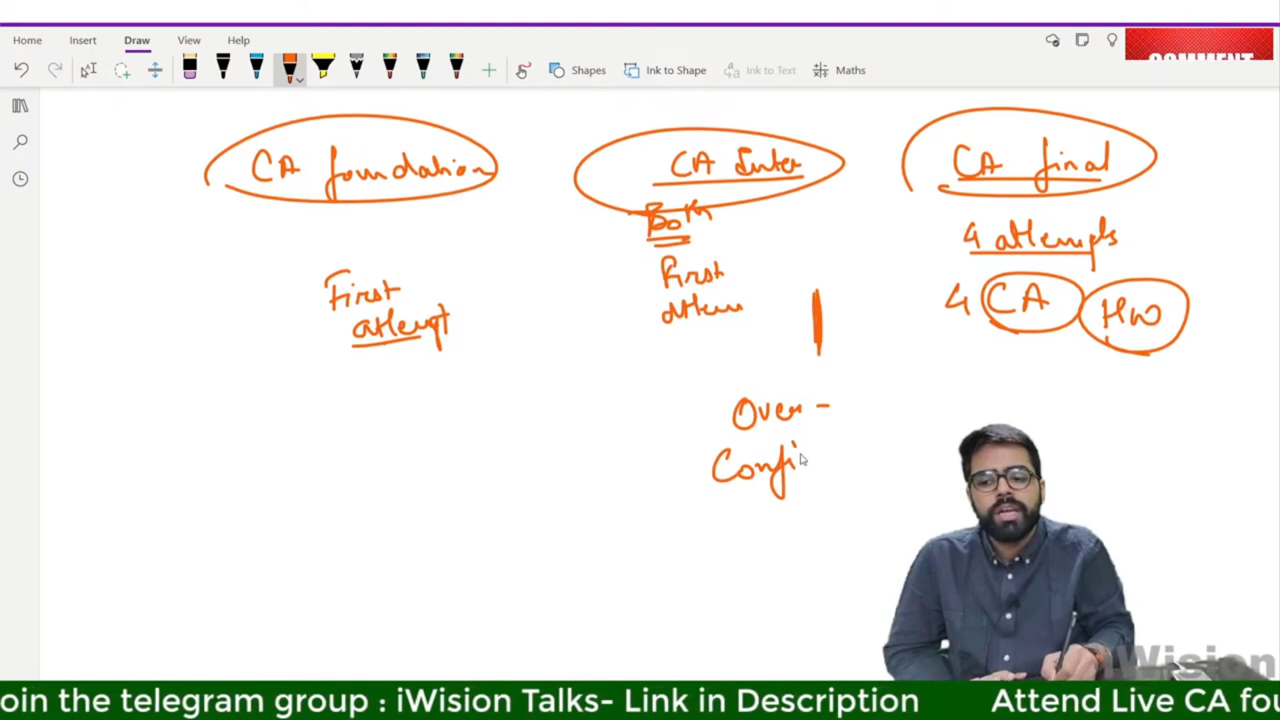 Home Insert Draw View Help
COMMENT
Shapes Ink to Shape Ink to Text Maths
CA foundation
CA Inter
CA final
Both
4 attempts
First
attempt
First
4 CA HW
Over -
Confi
Wision
oin the telegram group : iWision Talks- Link in Description Attend Live CA fou